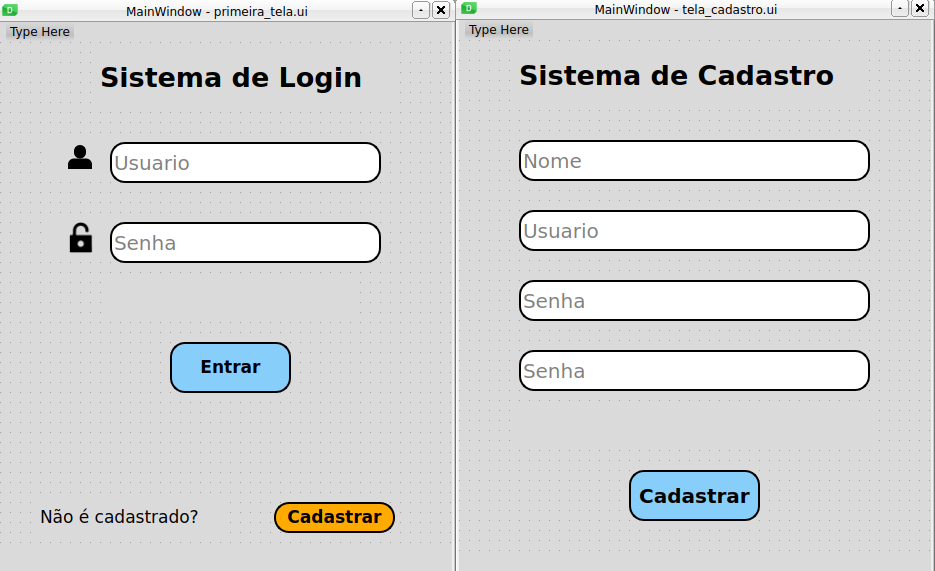 MainWindow - primeira_tela.ui
Type Here
Sistema de Login
Usuario
Senha
Entrar
Não é cadastrado?
Cadastrar
MainWindow - tela_cadastro.ui
Type Here
Sistema de Cadastro
Nome
Usuario
Senha
Senha
Cadastrar